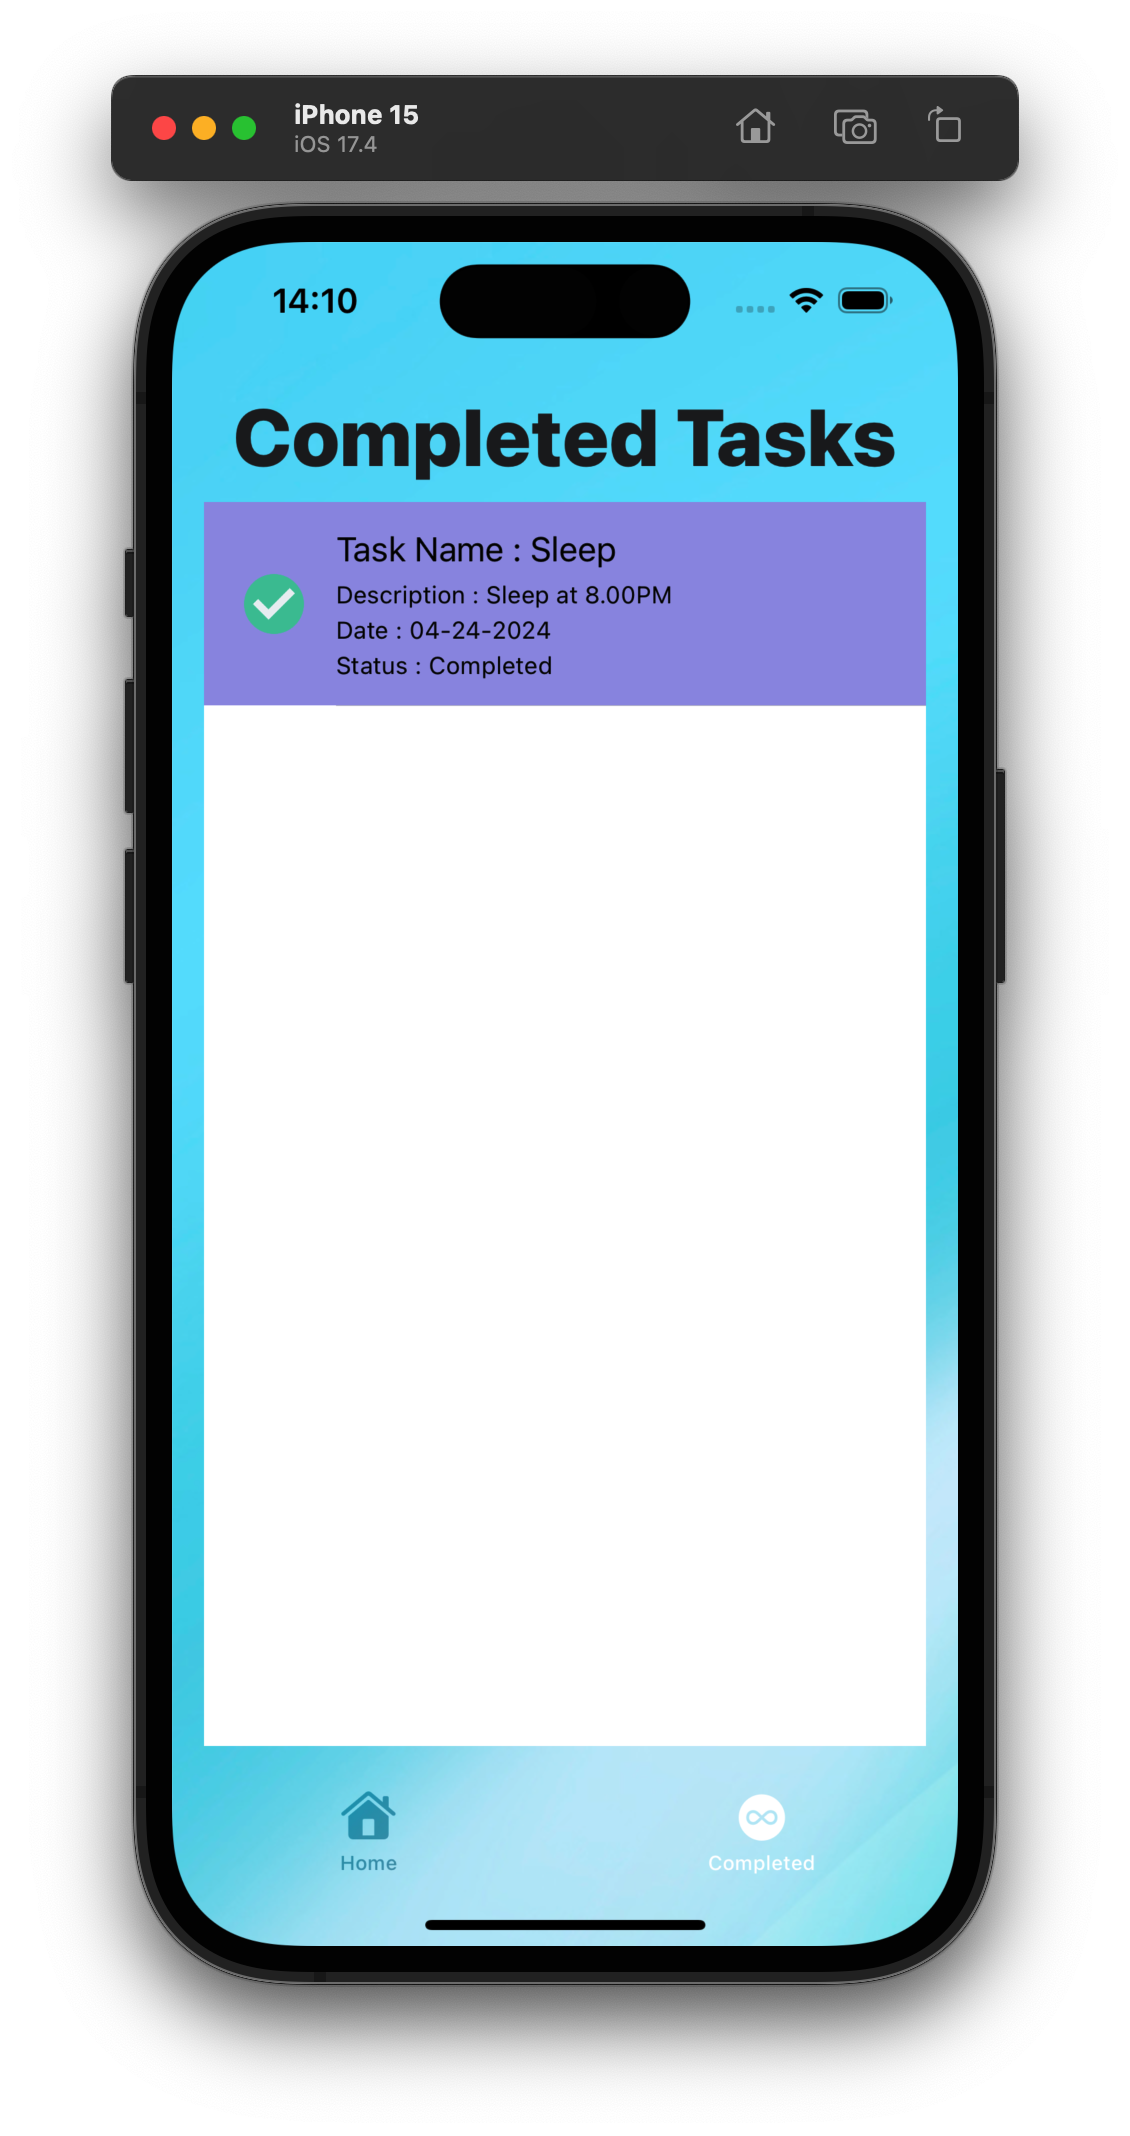 iPhone 15
iOS 17.4
14:10
Completed Tasks
Task Name : Sleep
Description : Sleep at 8.00PM
Date : 04-24-2024
Status : Completed
Home
Completed